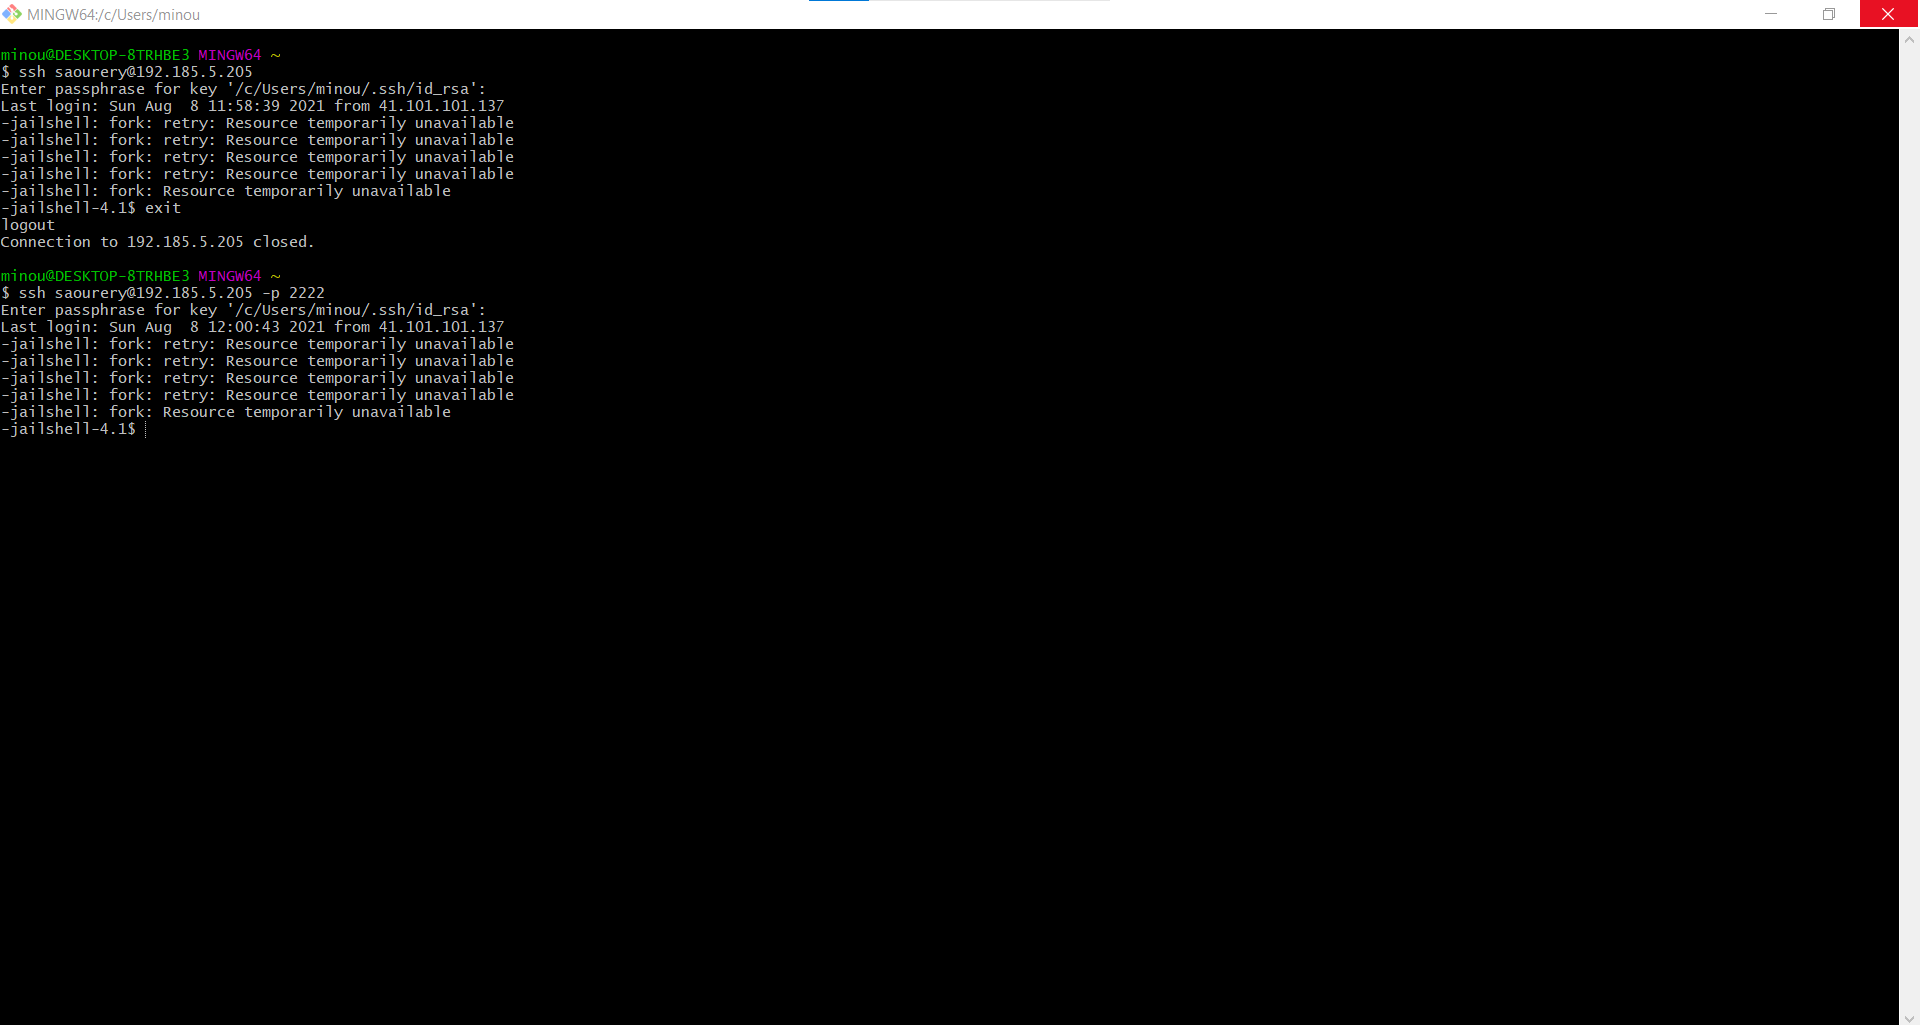 MINGW64:/c/Users/minou
minou@DESKTOP-8TRHBE3 MINGW64 ~
$ ssh saourery@192.185.5.205
Enter passphrase for key '/c/Users/minou/.ssh/id_rsa':
Last login: Sun Aug  8 11:58:39 2021 from 41.101.101.137
-jailshell: fork: retry: Resource temporarily unavailable
-jailshell: fork: retry: Resource temporarily unavailable
-jailshell: fork: retry: Resource temporarily unavailable
-jailshell: fork: retry: Resource temporarily unavailable
-jailshell: fork: Resource temporarily unavailable
-jailshell-4.1$ exit
logout
Connection to 192.185.5.205 closed.
minou@DESKTOP-8TRHBE3 MINGW64 ~
$ ssh saourery@192.185.5.205 -p 2222
Enter passphrase for key '/c/Users/minou/.ssh/id_rsa':
Last login: Sun Aug  8 12:00:43 2021 from 41.101.101.137
-jailshell: fork: retry: Resource temporarily unavailable
-jailshell: fork: retry: Resource temporarily unavailable
-jailshell: fork: retry: Resource temporarily unavailable
-jailshell: fork: retry: Resource temporarily unavailable
-jailshell: fork: Resource temporarily unavailable
-jailshell-4.1$